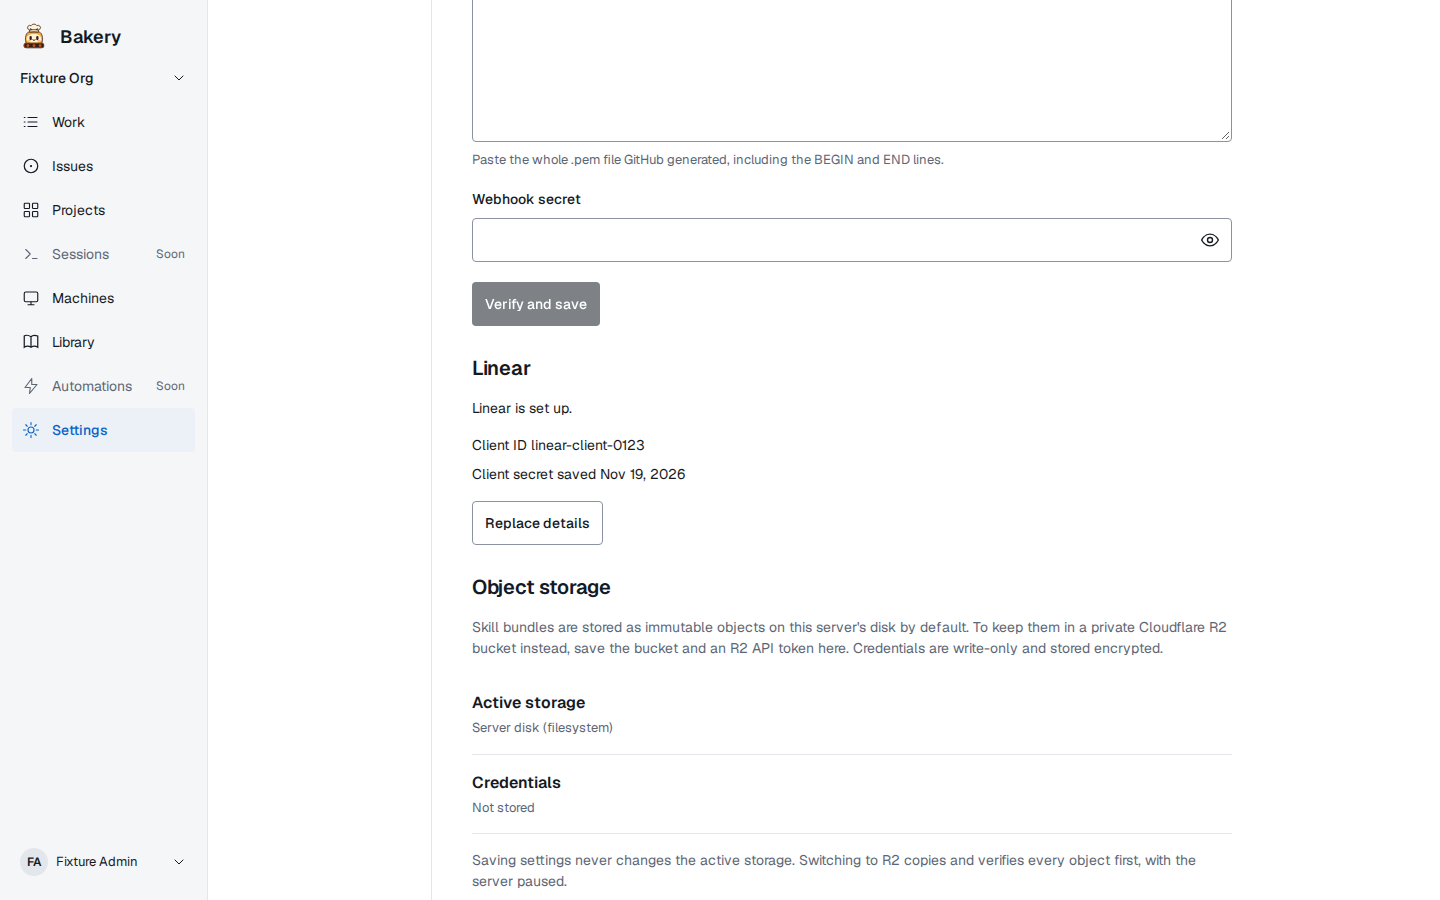 Bakery
Fixture Org
Work
Issues
Projects
Sessions Soon
Machines
Library
Automations Soon
Settings
FA Fixture Admin
Paste the whole .pem file GitHub generated, including the BEGIN and END lines.
Webhook secret
Verify and save
Linear
Linear is set up.
Client ID linear-client-0123
Client secret saved Nov 19, 2026
Replace details
Object storage
Skill bundles are stored as immutable objects on this server's disk by default. To keep them in a private Cloudflare R2
bucket instead, save the bucket and an R2 API token here. Credentials are write-only and stored encrypted.
Active storage
Server disk (filesystem)
Credentials
Not stored
Saving settings never changes the active storage. Switching to R2 copies and verifies every object first, with the
server paused.